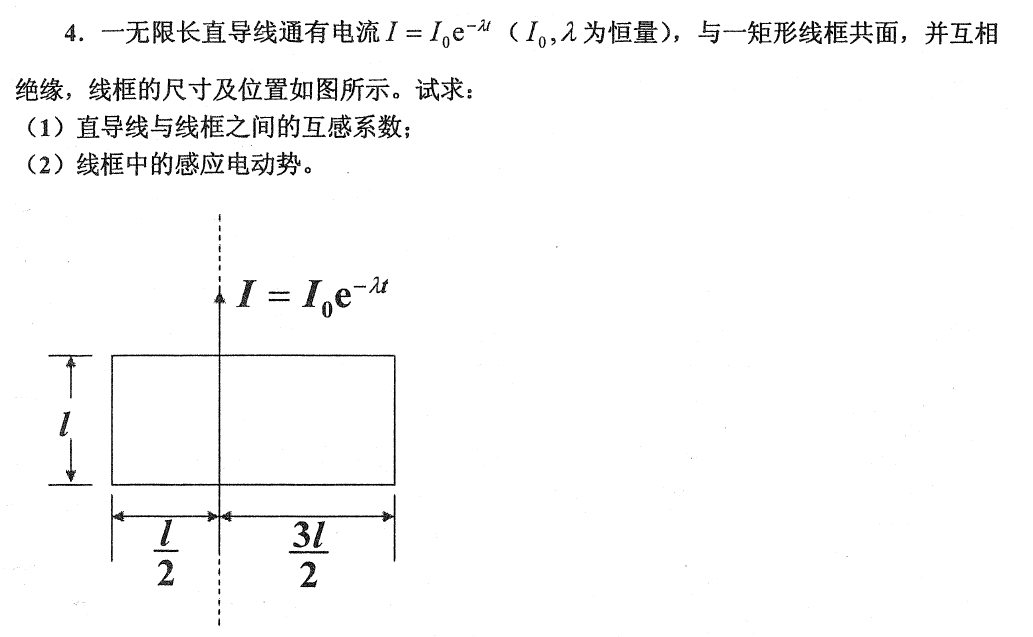 4．一无限长直导线通有电流 I = I₀e^{-λt}（I₀,λ 为恒量），与一矩形线框共面，并互相
绝缘，线框的尺寸及位置如图所示。试求：
（1）直导线与线框之间的互感系数；
（2）线框中的感应电动势。
I = I₀e^{-λt}
l
l/2
3l/2